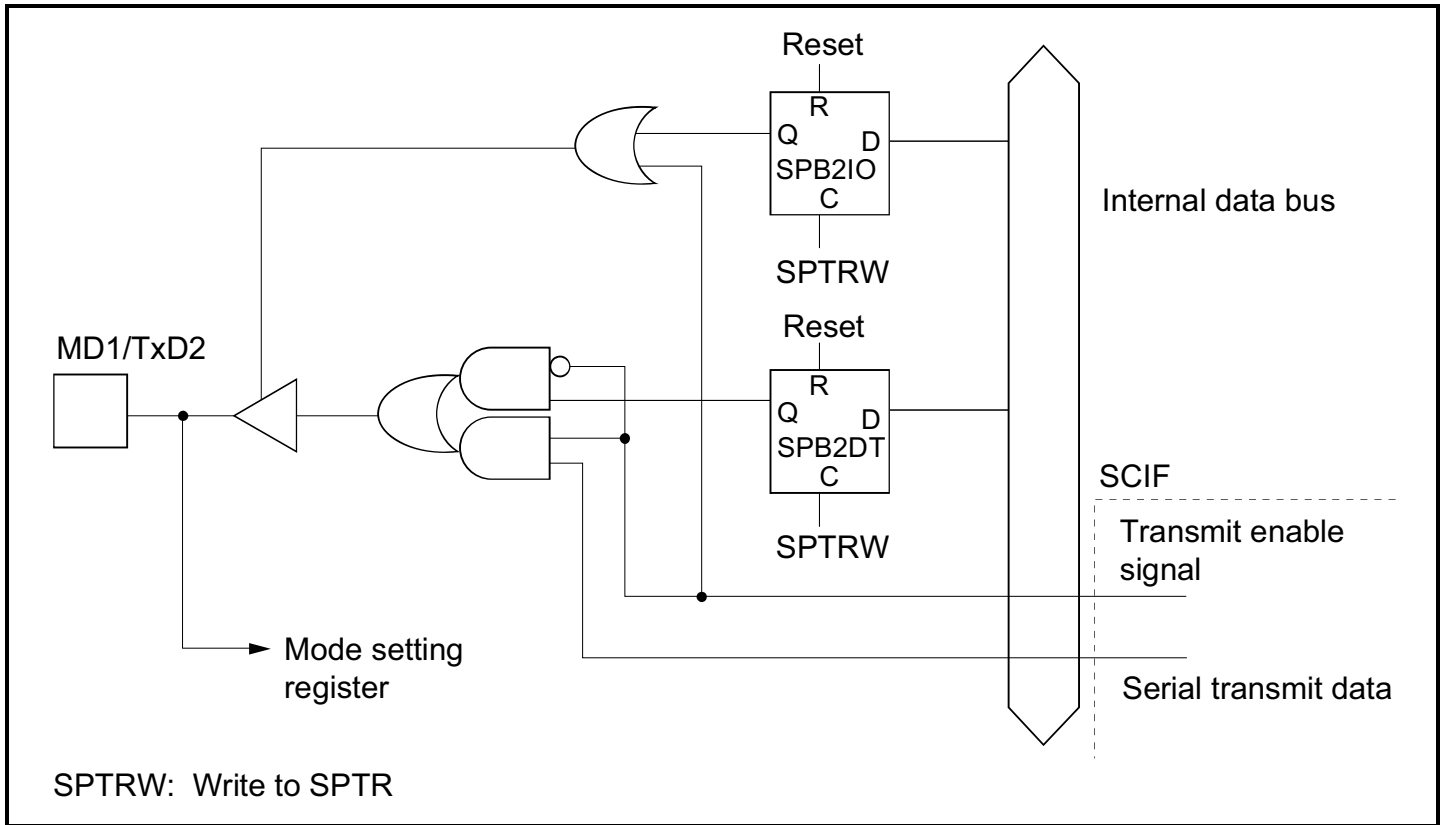 Reset
R
Q
D
SPB2IO
C
SPTRW
Internal data bus
Reset
MD1/TxD2
R
Q
D
SPB2DT
C
SPTRW
SCIF
Transmit enable
signal
Mode setting
register
Serial transmit data
SPTRW: Write to SPTR